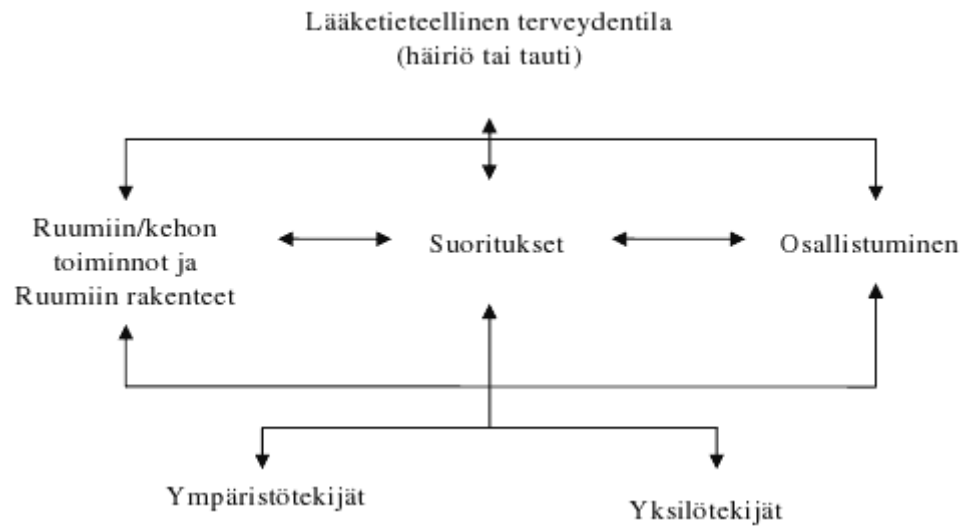 Lääketieteellinen terveydentila
(häiriö tai tauti)
Ruumiin/kehon
toiminnot ja
Ruumiin rakenteet
Suoritukset
Osallistuminen
Ympäristötekijät
Yksilötekijät